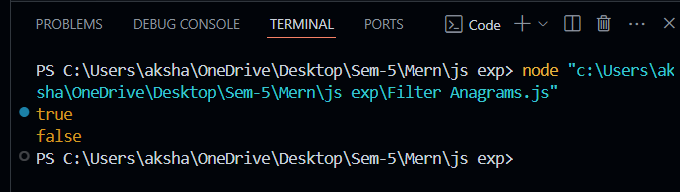 PROBLEMS DEBUG CONSOLE TERMINAL PORTS Code
PS C:\Users\aksha\OneDrive\Desktop\Sem-5\Mern\js exp> node "c:\Users\ak
sha\OneDrive\Desktop\Sem-5\Mern\js exp\Filter Anagrams.js"
true
false
PS C:\Users\aksha\OneDrive\Desktop\Sem-5\Mern\js exp>